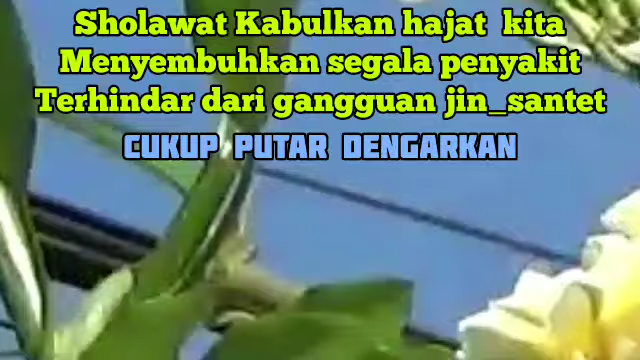 Sholawat Kabulkan hajat kita
Menyembuhkan segala penyakit
Terhindar dari gangguan jin_santet
CUKUP PUTAR DENGARKAN